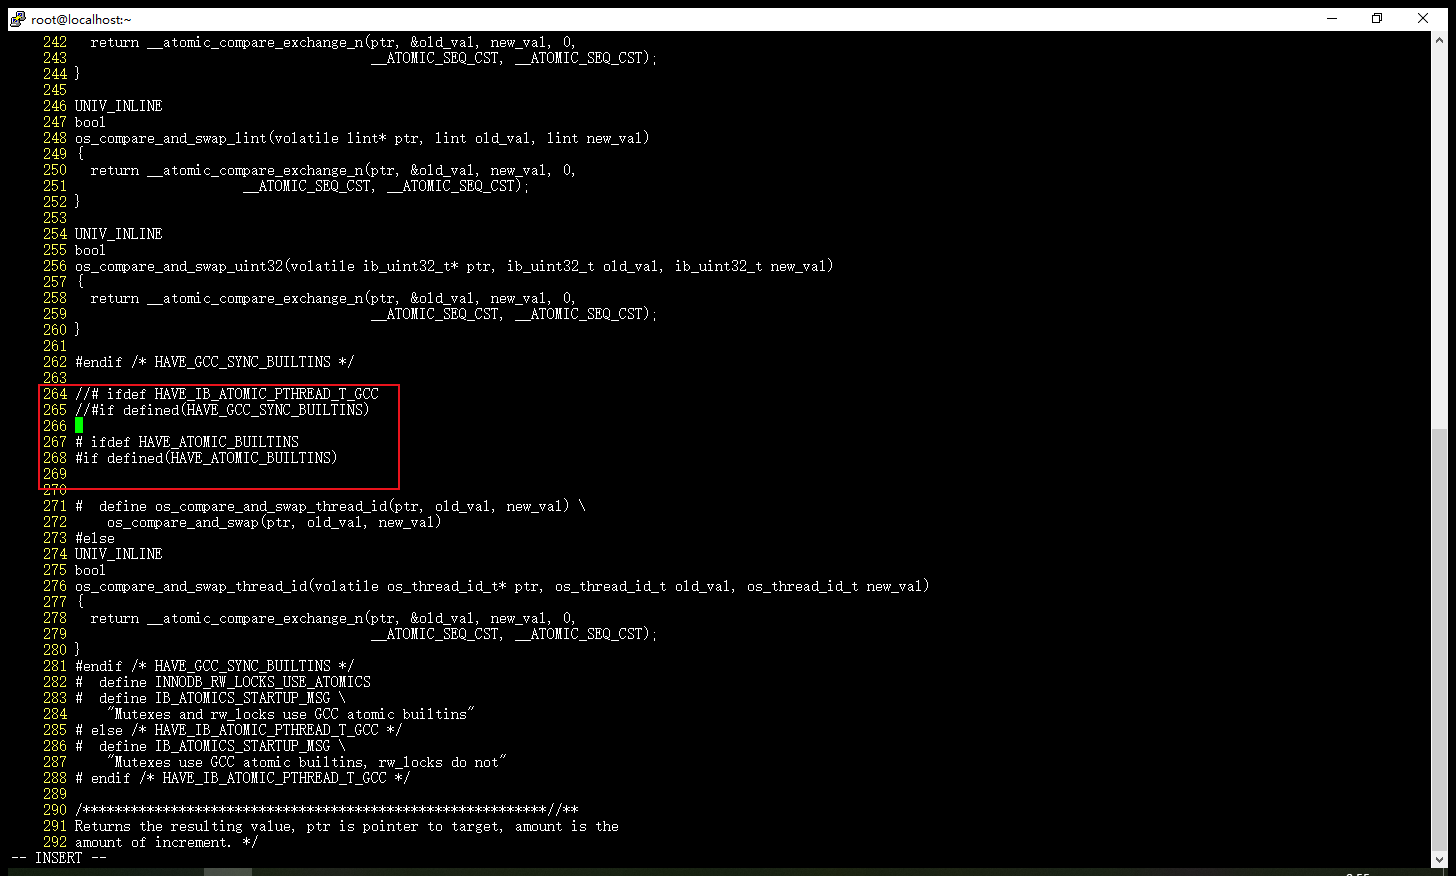 root@localhost:~
242   return __atomic_compare_exchange_n(ptr, &old_val, new_val, 0,
243                                      __ATOMIC_SEQ_CST, __ATOMIC_SEQ_CST);
244 }
245
246 UNIV_INLINE
247 bool
248 os_compare_and_swap_lint(volatile lint* ptr, lint old_val, lint new_val)
249 {
250   return __atomic_compare_exchange_n(ptr, &old_val, new_val, 0,
251                      __ATOMIC_SEQ_CST, __ATOMIC_SEQ_CST);
252 }
253
254 UNIV_INLINE
255 bool
256 os_compare_and_swap_uint32(volatile ib_uint32_t* ptr, ib_uint32_t old_val, ib_uint32_t new_val)
257 {
258   return __atomic_compare_exchange_n(ptr, &old_val, new_val, 0,
259                                      __ATOMIC_SEQ_CST, __ATOMIC_SEQ_CST);
260 }
261
262 #endif /* HAVE_GCC_SYNC_BUILTINS */
263
264 //# ifdef HAVE_IB_ATOMIC_PTHREAD_T_GCC
265 //#if defined(HAVE_GCC_SYNC_BUILTINS)
266
267 # ifdef HAVE_ATOMIC_BUILTINS
268 #if defined(HAVE_ATOMIC_BUILTINS)
269
270
271 #  define os_compare_and_swap_thread_id(ptr, old_val, new_val) \
272     os_compare_and_swap(ptr, old_val, new_val)
273 #else
274 UNIV_INLINE
275 bool
276 os_compare_and_swap_thread_id(volatile os_thread_id_t* ptr, os_thread_id_t old_val, os_thread_id_t new_val)
277 {
278   return __atomic_compare_exchange_n(ptr, &old_val, new_val, 0,
279                                      __ATOMIC_SEQ_CST, __ATOMIC_SEQ_CST);
280 }
281 #endif /* HAVE_GCC_SYNC_BUILTINS */
282 #  define INNODB_RW_LOCKS_USE_ATOMICS
283 #  define IB_ATOMICS_STARTUP_MSG \
284     "Mutexes and rw_locks use GCC atomic builtins"
285 # else /* HAVE_IB_ATOMIC_PTHREAD_T_GCC */
286 #  define IB_ATOMICS_STARTUP_MSG \
287     "Mutexes use GCC atomic builtins, rw_locks do not"
288 # endif /* HAVE_IB_ATOMIC_PTHREAD_T_GCC */
289
290 /**********************************************************//**
291 Returns the resulting value, ptr is pointer to target, amount is the
292 amount of increment. */
-- INSERT --